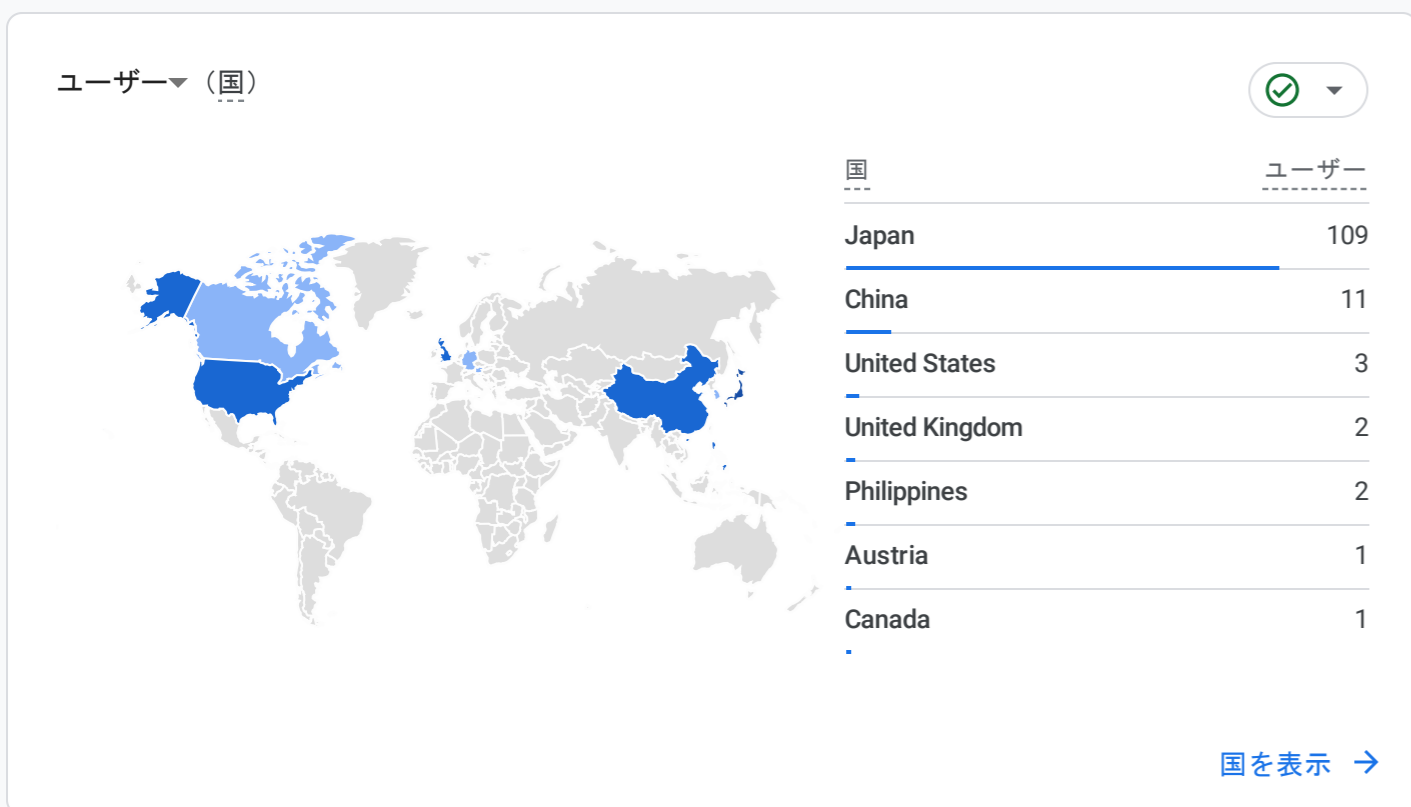 ユーザー（国）
国 ユーザー
Japan 109
China 11
United States 3
United Kingdom 2
Philippines 2
Austria 1
Canada 1
国を表示